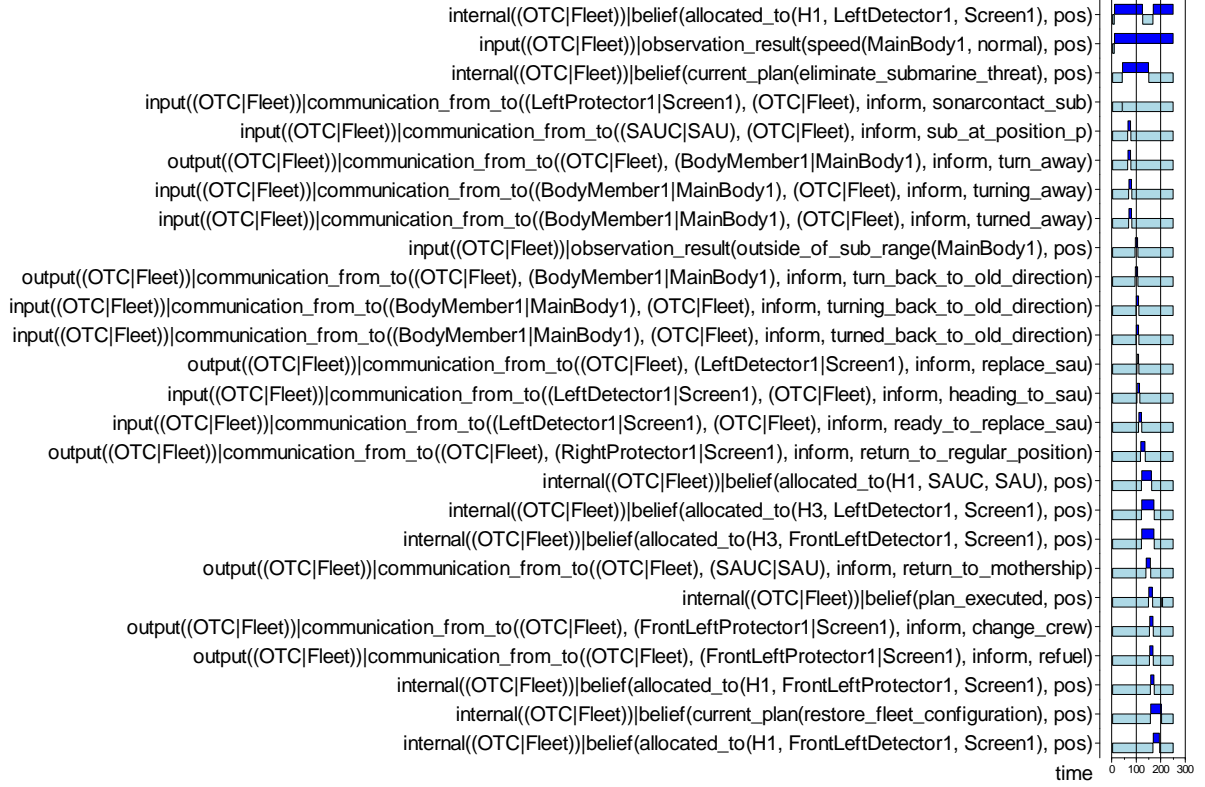 internal((OTC|Fleet))|belief(allocated_to(H1, LeftDetector1, Screen1), pos)
input((OTC|Fleet))|observation_result(speed(MainBody1, normal), pos)
internal((OTC|Fleet))|belief(current_plan(eliminate_submarine_threat), pos)
input((OTC|Fleet))|communication_from_to((LeftProtector1|Screen1), (OTC|Fleet), inform, sonarcontact_sub)
input((OTC|Fleet))|communication_from_to((SAUC|SAU), (OTC|Fleet), inform, sub_at_position_p)
output((OTC|Fleet))|communication_from_to((OTC|Fleet), (BodyMember1|MainBody1), inform, turn_away)
input((OTC|Fleet))|communication_from_to((BodyMember1|MainBody1), (OTC|Fleet), inform, turning_away)
input((OTC|Fleet))|communication_from_to((BodyMember1|MainBody1), (OTC|Fleet), inform, turned_away)
input((OTC|Fleet))|observation_result(outside_of_sub_range(MainBody1), pos)
output((OTC|Fleet))|communication_from_to((OTC|Fleet), (BodyMember1|MainBody1), inform, turn_back_to_old_direction)
input((OTC|Fleet))|communication_from_to((BodyMember1|MainBody1), (OTC|Fleet), inform, turning_back_to_old_direction)
input((OTC|Fleet))|communication_from_to((BodyMember1|MainBody1), (OTC|Fleet), inform, turned_back_to_old_direction)
output((OTC|Fleet))|communication_from_to((OTC|Fleet), (LeftDetector1|Screen1), inform, replace_sau)
input((OTC|Fleet))|communication_from_to((LeftDetector1|Screen1), (OTC|Fleet), inform, heading_to_sau)
input((OTC|Fleet))|communication_from_to((LeftDetector1|Screen1), (OTC|Fleet), inform, ready_to_replace_sau)
output((OTC|Fleet))|communication_from_to((OTC|Fleet), (RightProtector1|Screen1), inform, return_to_regular_position)
internal((OTC|Fleet))|belief(allocated_to(H1, SAUC, SAU), pos)
internal((OTC|Fleet))|belief(allocated_to(H3, LeftDetector1, Screen1), pos)
internal((OTC|Fleet))|belief(allocated_to(H3, FrontLeftDetector1, Screen1), pos)
output((OTC|Fleet))|communication_from_to((OTC|Fleet), (SAUC|SAU), inform, return_to_mothership)
internal((OTC|Fleet))|belief(plan_executed, pos)
output((OTC|Fleet))|communication_from_to((OTC|Fleet), (FrontLeftProtector1|Screen1), inform, change_crew)
output((OTC|Fleet))|communication_from_to((OTC|Fleet), (FrontLeftProtector1|Screen1), inform, refuel)
internal((OTC|Fleet))|belief(allocated_to(H1, FrontLeftProtector1, Screen1), pos)
internal((OTC|Fleet))|belief(current_plan(restore_fleet_configuration), pos)
internal((OTC|Fleet))|belief(allocated_to(H1, FrontLeftDetector1, Screen1), pos)
time 0 100 200 300